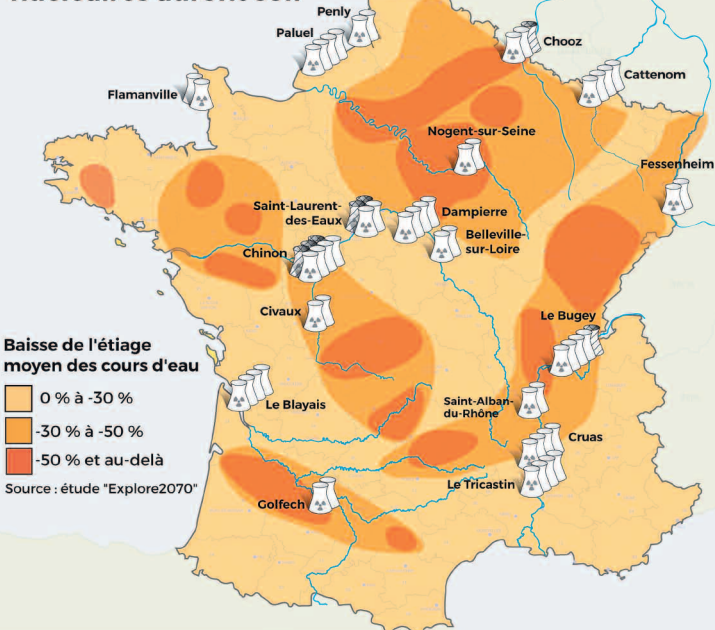 Penly
Paluel
Chooz
Cattenom
Flamanville
Nogent-sur-Seine
Fessenheim
Saint-Laurent-
des-Eaux
Dampierre
Belleville-
sur-Loire
Chinon
Civaux
Le Bugey
Baisse de l'étiage
moyen des cours d'eau
0 % à -30 %
-30 % à -50 %
-50 % et au-delà
Source : étude "Explore2070"
Le Blayais
Saint-Alban-
du-Rhône
Cruas
Le Tricastin
Golfech